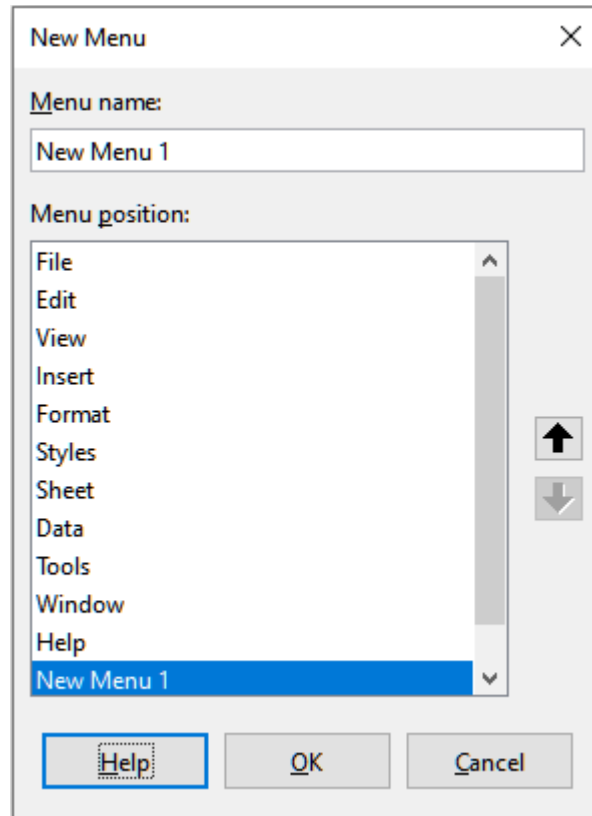 New Menu
Menu name:
New Menu 1
Menu position:
File
Edit
View
Insert
Format
Styles
Sheet
Data
Tools
Window
Help
New Menu 1
Help OK Cancel